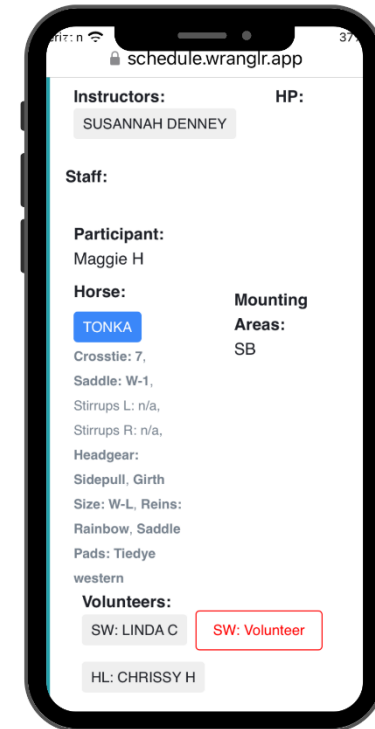 37
schedule.wranglr.app
Instructors: HP:
SUSANNAH DENNEY
Staff:
Participant:
Maggie H
Horse:
TONKA
Crosstie: 7,
Saddle: W-1,
Stirrups L: n/a,
Stirrups R: n/a,
Headgear:
Sidepull, Girth
Size: W-L, Reins:
Rainbow, Saddle
Pads: Tiedye
western
Mounting
Areas:
SB
Volunteers:
SW: LINDA C SW: Volunteer
HL: CHRISSY H